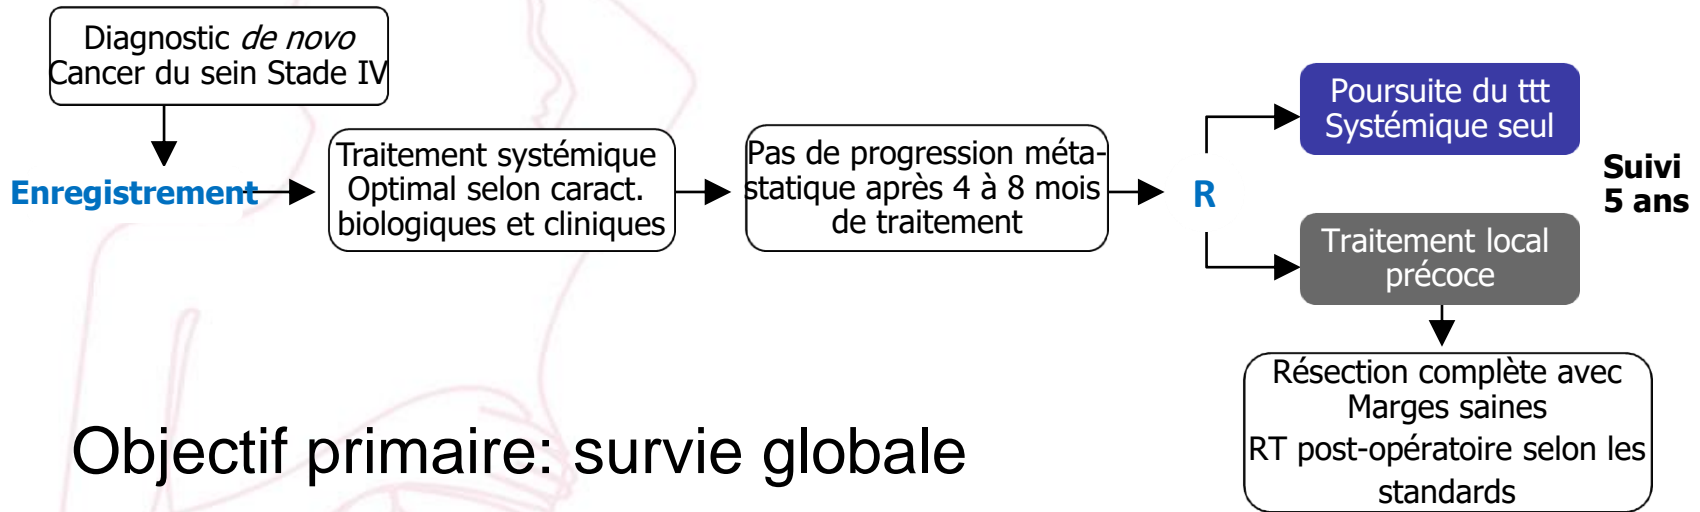 Diagnostic de novo
Cancer du sein Stade IV
Enregistrement
Traitement systémique
Optimal selon caract.
biologiques et cliniques
Pas de progression méta-
statique après 4 à 8 mois
de traitement
R
Poursuite du ttt
Systémique seul
Traitement local
précoce
Suivi
5 ans
Résection complète avec
Marges saines
RT post-opératoire selon les
standards
Objectif primaire: survie globale